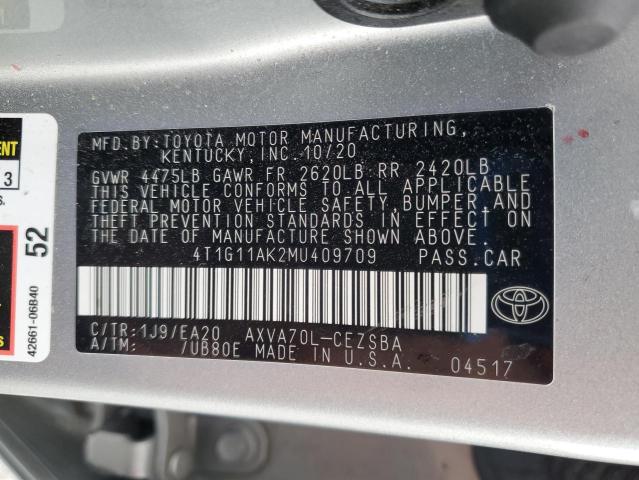 MFD. BY: TOYOTA MOTOR MANUFACTURING,
KENTUCKY, INC. 10/20
GVWR 4475LB GAWR FR 2620LB RR 2420LB
THIS VEHICLE CONFORMS TO ALL APPLICABLE
FEDERAL MOTOR VEHICLE SAFETY, BUMPER AND
THEFT PREVENTION STANDARDS IN EFFECT ON
THE DATE OF MANUFACTURE SHOWN ABOVE.
4T1G11AK2MU409709 PASS.CAR
C/TR: 1J9/EA20 AXVA70L-CEZSBA
A/TM: /UB80E MADE IN U.S.A. 04517
TOYOTA
52
42661-06B40
3